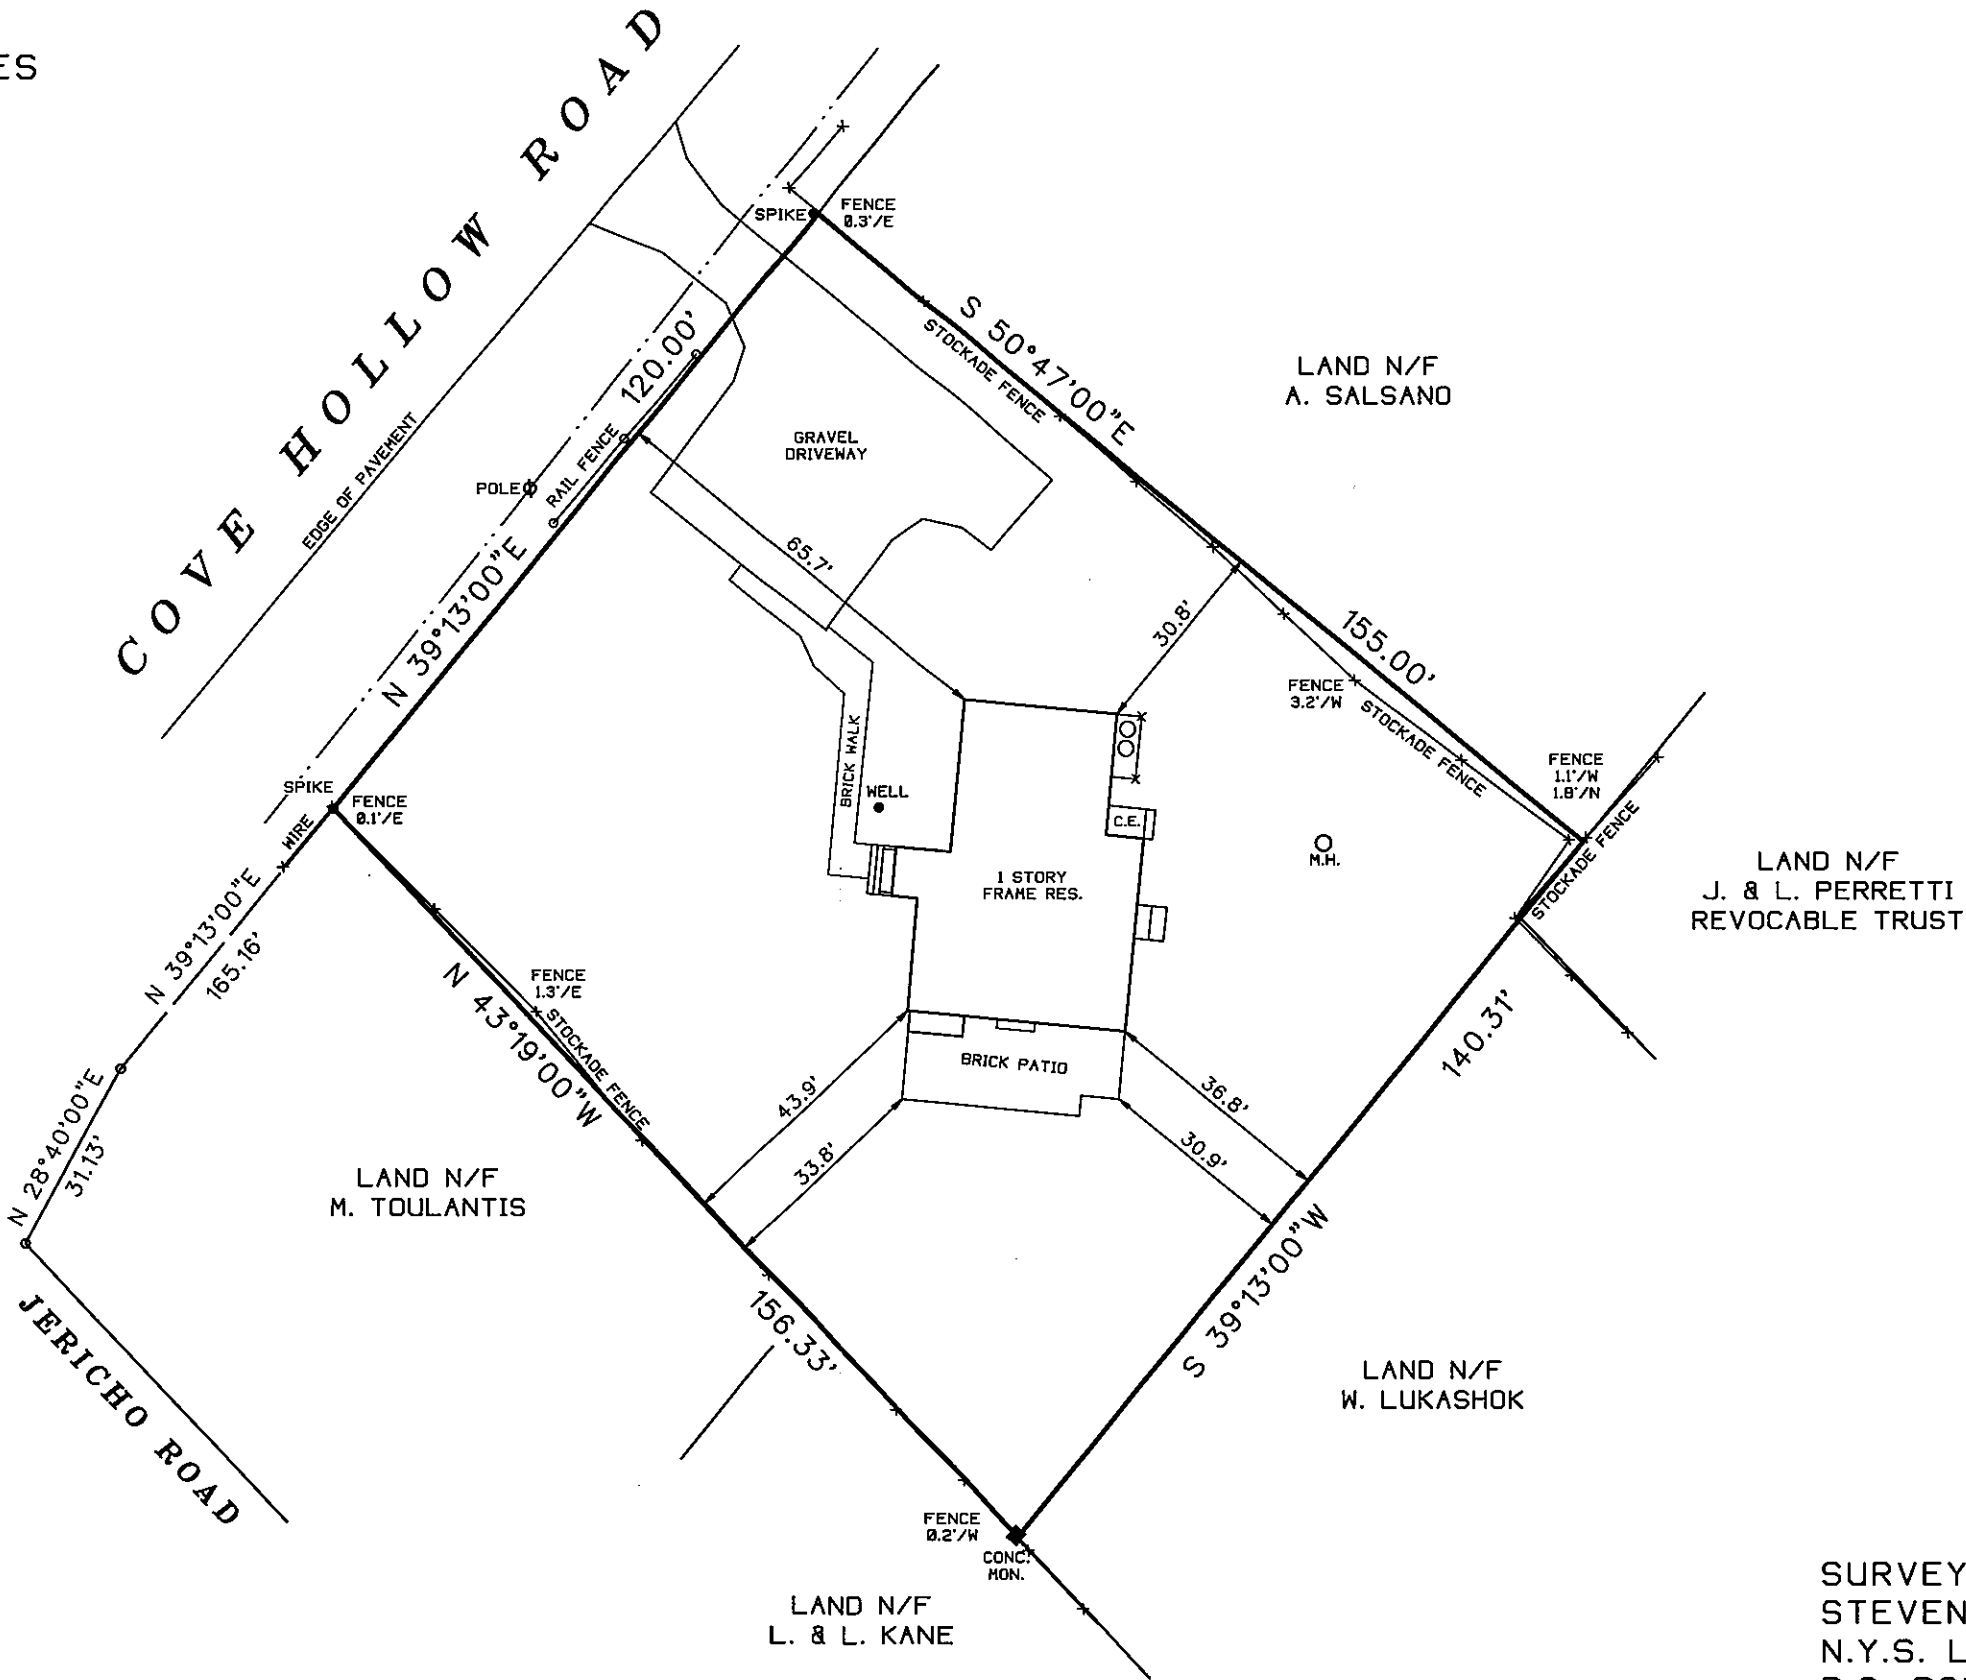 ES
COVE HOLLOW ROAD
SPIKE
FENCE
0.3'/E
S 50°47'00"E
STOCKADE FENCE
LAND N/F
A. SALSANO
120.00'
EDGE OF PAVEMENT
GRAVEL
DRIVEWAY
RAIL FENCE
POLE
65.7'
N 39°13'00"E
30.8'
155.00'
FENCE
3.2'/W
STOCKADE FENCE
BRICK WALK
FENCE
1.1'/W
1.8'/N
SPIKE
FENCE
0.1'/E
WELL
C.E.
WIRE
M.H.
STOCKADE FENCE
LAND N/F
J. & L. PERRETTI
REVOCABLE TRUST
1 STORY
FRAME RES.
N 39°13'00"E
165.16'
FENCE
1.3'/E
N 43°19'00"W
STOCKADE FENCE
140.31'
BRICK PATIO
43.9'
36.8'
N 28°40'00"E
31.13'
33.8'
30.9'
LAND N/F
M. TOULANTIS
S 39°13'00"W
156.33'
JERICHO ROAD
LAND N/F
W. LUKASHOK
FENCE
0.2'/W
CONC.
MON.
LAND N/F
L. & L. KANE
SURVEY
STEVEN
N.Y.S. L